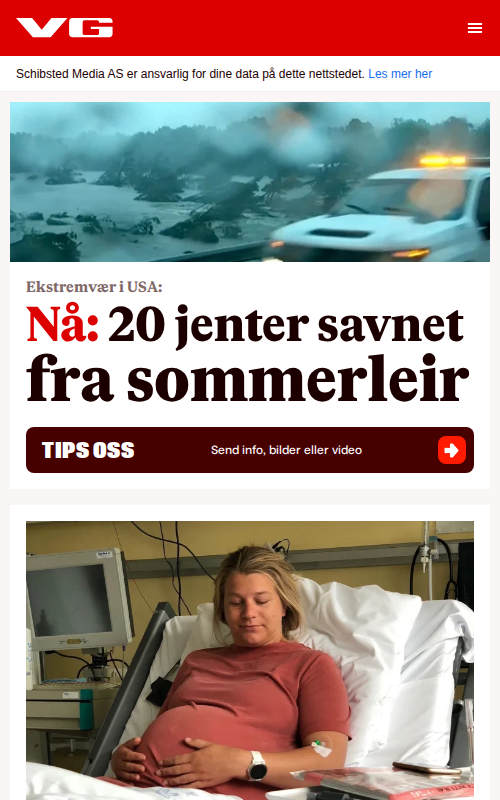 VG
Schibsted Media AS er ansvarlig for dine data på dette nettstedet. Les mer her
Ekstremvær i USA:
Nå: 20 jenter savnet
fra sommerleir
TIPS OSS Send info, bilder eller video